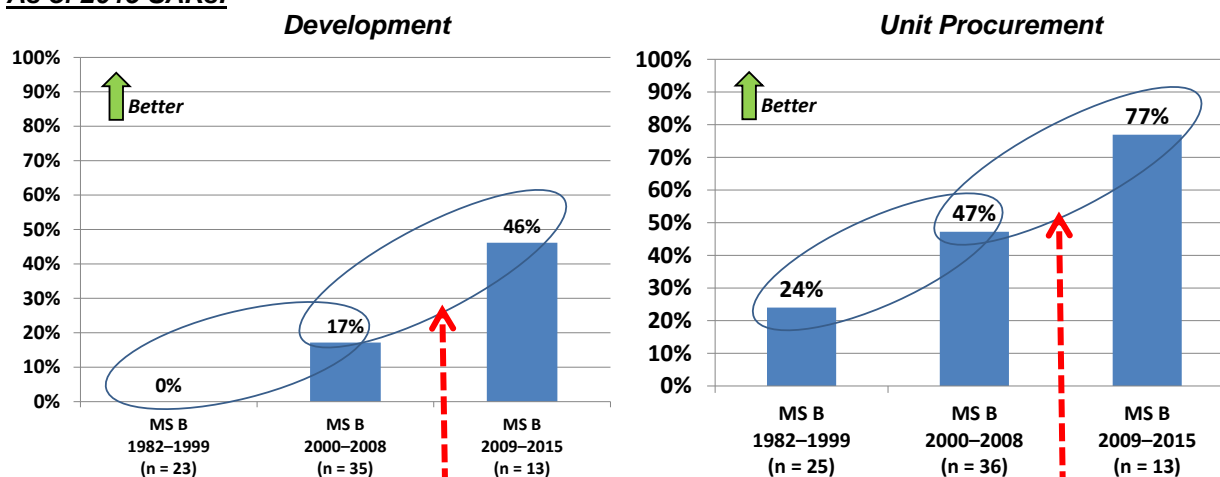 Development
100%
90%
80%
70%
60%
50%
40%
30%
20%
10%
0%
Better
0%
17%
46%
MS B
1982–1999
(n = 23)
MS B
2000–2008
(n = 35)
MS B
2009–2015
(n = 13)
Unit Procurement
100%
90%
80%
70%
60%
50%
40%
30%
20%
10%
0%
Better
24%
47%
77%
MS B
1982–1999
(n = 25)
MS B
2000–2008
(n = 36)
MS B
2009–2015
(n = 13)